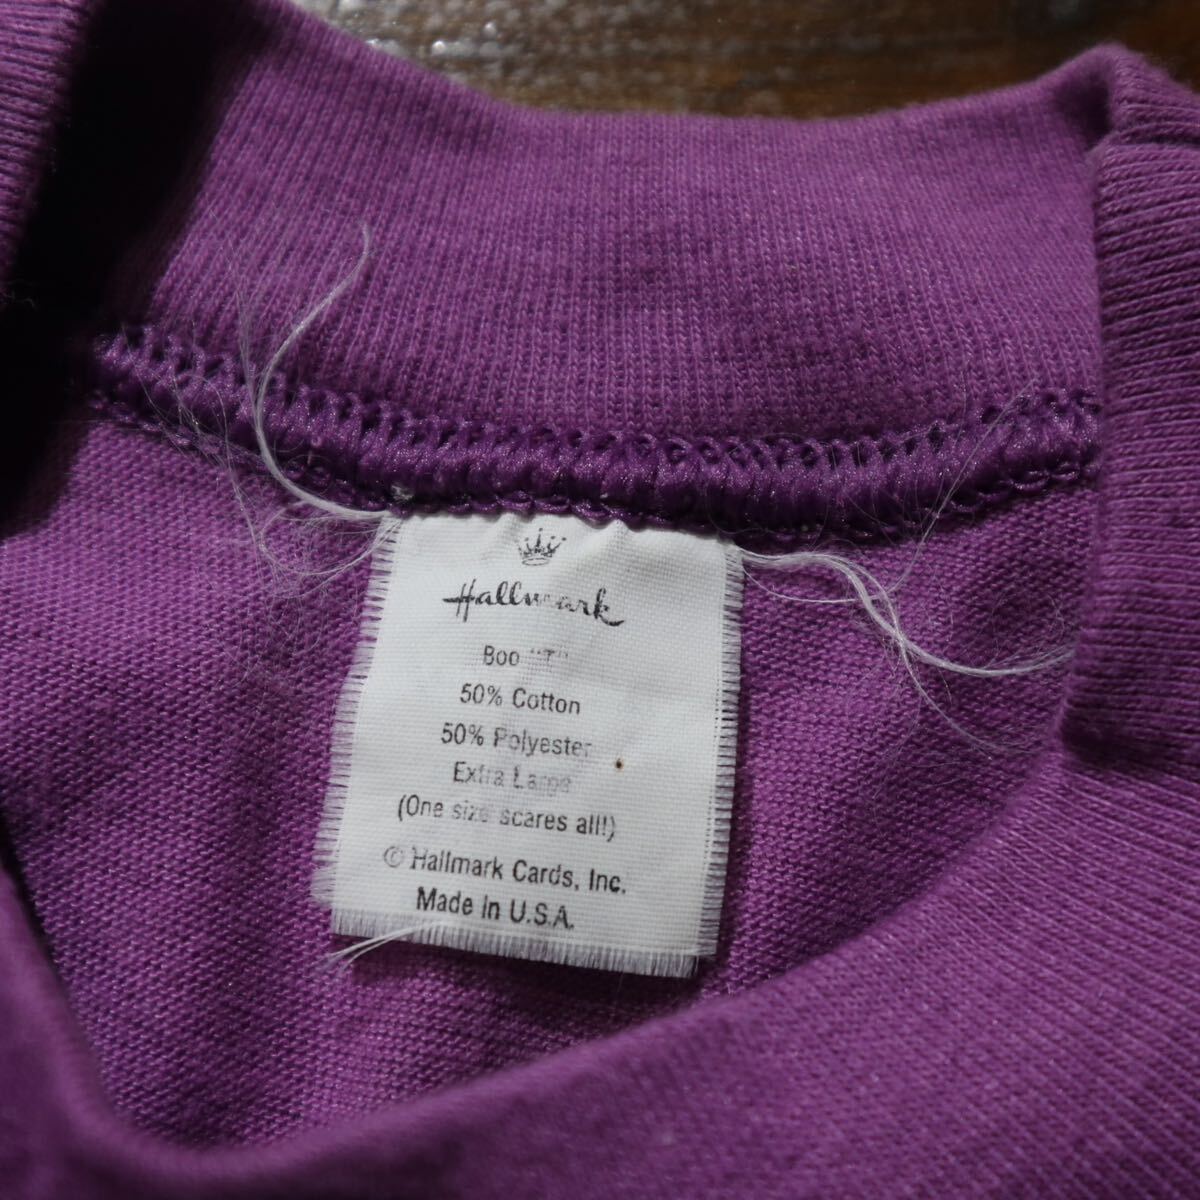 Hallmark
Boo "T"
50% Cotton
50% Polyester
Extra Large
(One size scares all!)
© Hallmark Cards, Inc.
Made in U.S.A.